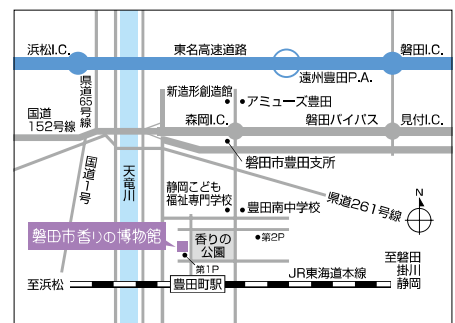 浜松I.C.
東名高速道路
磐田I.C.
遠州豊田P.A.
県道65号線
新造形創造館
アミューズ豊田
国道
152号線
森岡I.C.
磐田バイパス
見付I.C.
磐田市豊田支所
国道1号
天竜川
静岡こども
福祉専門学校
県道261号線
豊田南中学校
N
磐田市香りの博物館
香りの
公園
第2P
第1P
JR東海道本線
至磐田
掛川
静岡
至浜松
豊田町駅